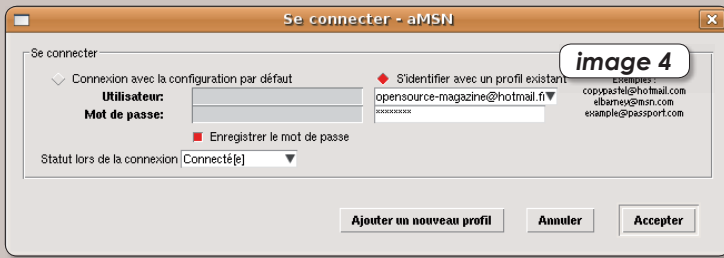 Se connecter - aMSN
Se connecter
image 4
Connexion avec la configuration par défaut
S'identifier avec un profil existant
Exemples :
copypastel@hotmail.com
elbarney@msn.com
example@passport.com
Utilisateur:
opensource-magazine@hotmail.fr
Mot de passe:
xxxxxxxx
Enregistrer le mot de passe
Statut lors de la connexion Connecté[e]
Ajouter un nouveau profil
Annuler
Accepter